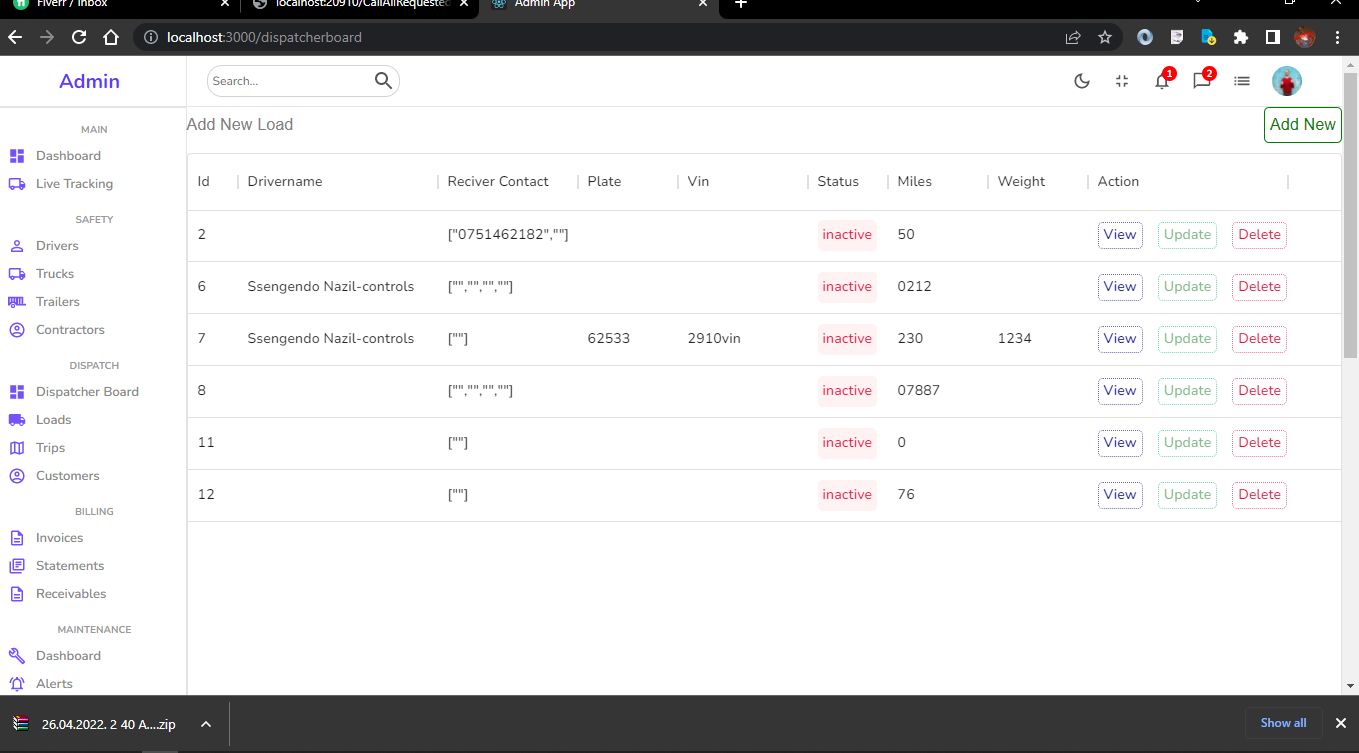 Fiverr / Inbox
localhost:20910/CallAllRequested
Admin App
localhost:3000/dispatcherboard
Admin
Search...
1
2
Add New Load
Add New
MAIN
Dashboard
Live Tracking
SAFETY
Drivers
Trucks
Trailers
Contractors
DISPATCH
Dispatcher Board
Loads
Trips
Customers
BILLING
Invoices
Statements
Receivables
MAINTENANCE
Dashboard
Alerts
Id Drivername Reciver Contact Plate Vin Status Miles Weight Action
2 ["0751462182",""] inactive 50 View Update Delete
6 Ssengendo Nazil-controls ["","","",""] inactive 0212 View Update Delete
7 Ssengendo Nazil-controls [""] 62533 2910vin inactive 230 1234 View Update Delete
8 ["","","",""] inactive 07887 View Update Delete
11 [""] inactive 0 View Update Delete
12 [""] inactive 76 View Update Delete
26.04.2022. 2 40 A....zip
Show all